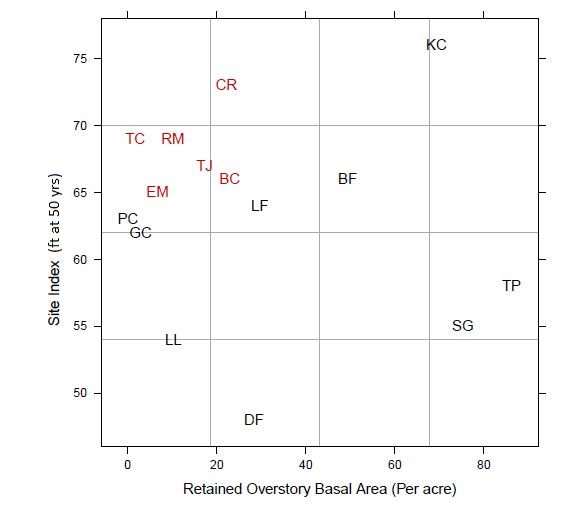 KC
75
CR
70
TC RM
TJ
BC BF
65
EM
LF
PC
GC
60
TP
55
SG
LL
50
DF
0 20 40 60 80
Site Index (ft at 50 yrs)
Retained Overstory Basal Area (Per acre)